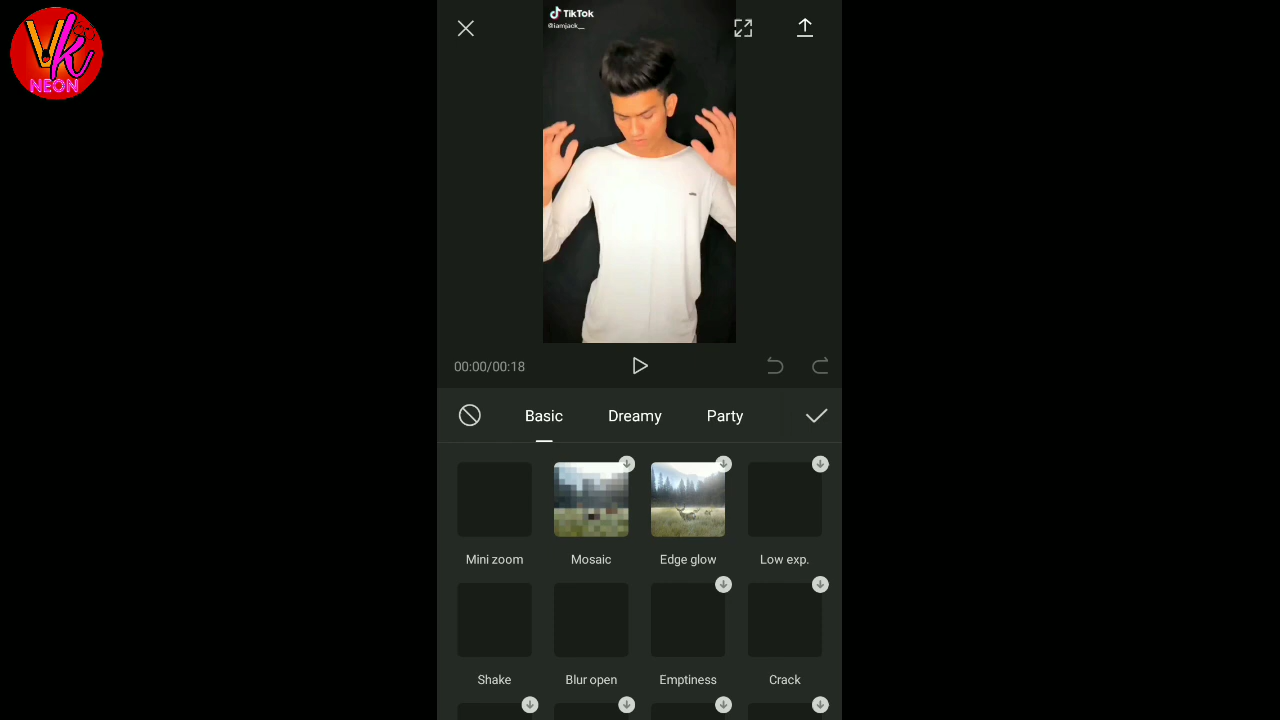 VK
NEON
TikTok
@iamjack__
00:00/00:18
Basic Dreamy Party
Mini zoom Mosaic Edge glow Low exp.
Shake Blur open Emptiness Crack